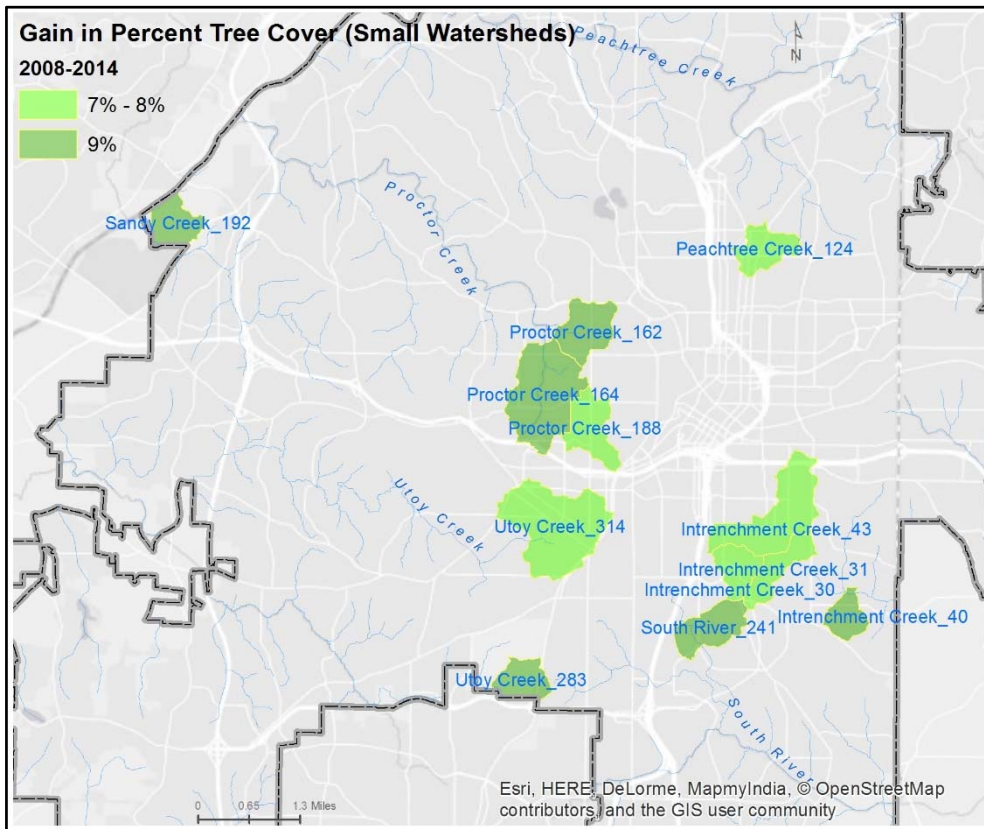 Gain in Percent Tree Cover (Small Watersheds)
2008-2014
7% - 8%
9%
Peachtree Creek
N
Proctor Creek
Sandy Creek_192
Peachtree Creek_124
Proctor Creek_162
Proctor Creek_164
Proctor Creek_188
Utoy Creek
Utoy Creek_314
Intrenchment Creek_43
Intrenchment Creek_31
Intrenchment Creek_30
Intrenchment Creek_40
South River_241
Utoy Creek_283
South River
0 0.65 1.3 Miles
Esri, HERE, DeLorme, MapmyIndia, © OpenStreetMap
contributors, and the GIS user community